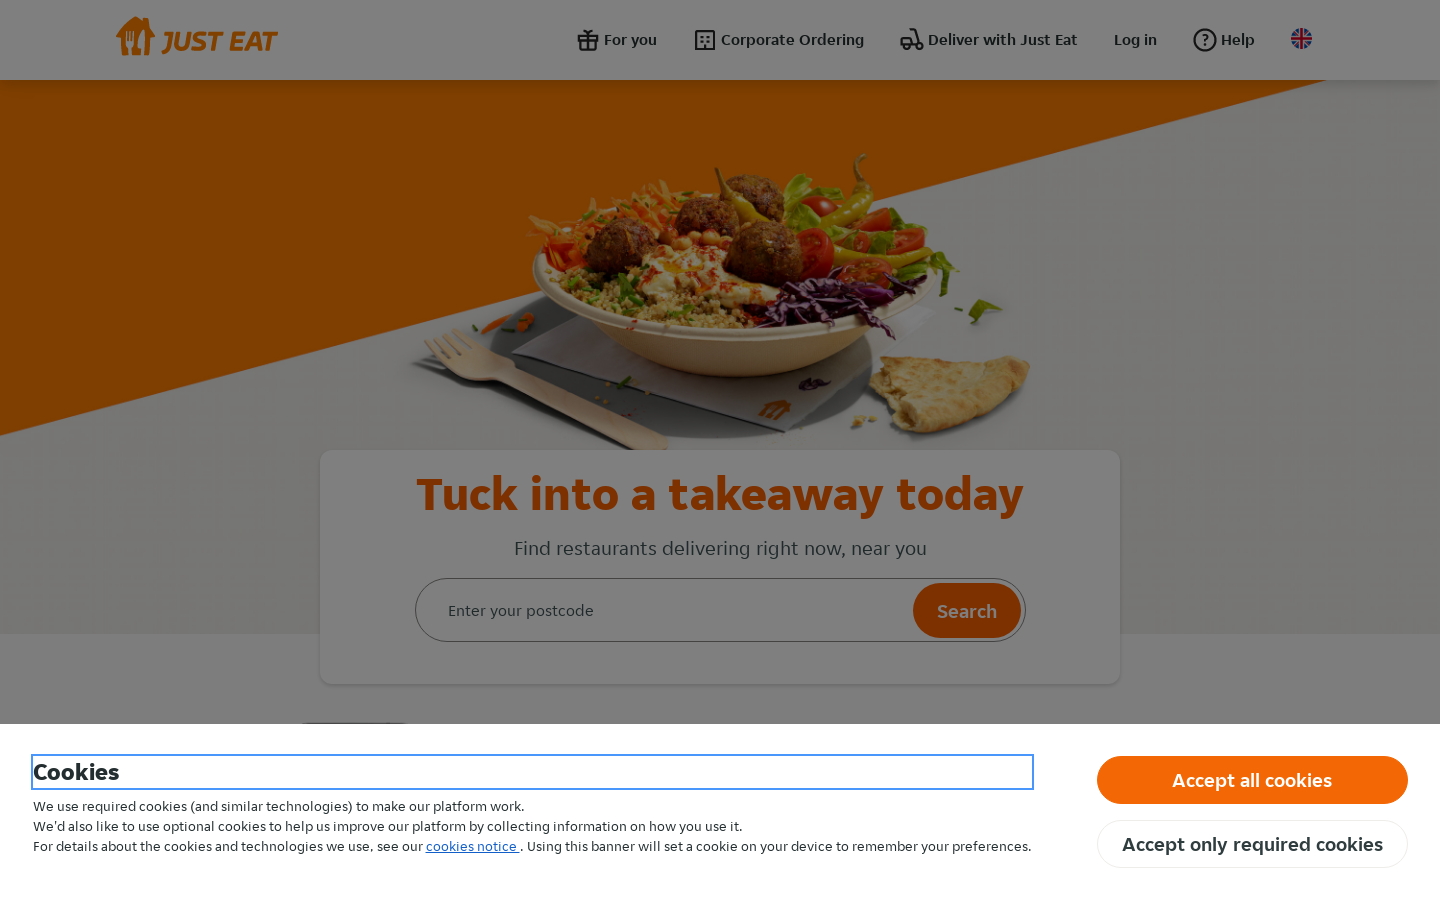 JUST EAT
For you
Corporate Ordering
Deliver with Just Eat
Log in
Help
Tuck into a takeaway today
Find restaurants delivering right now, near you
Enter your postcode
Search
Cookies
We use required cookies (and similar technologies) to make our platform work.
We'd also like to use optional cookies to help us improve our platform by collecting information on how you use it.
For details about the cookies and technologies we use, see our cookies notice . Using this banner will set a cookie on your device to remember your preferences.
Accept all cookies
Accept only required cookies